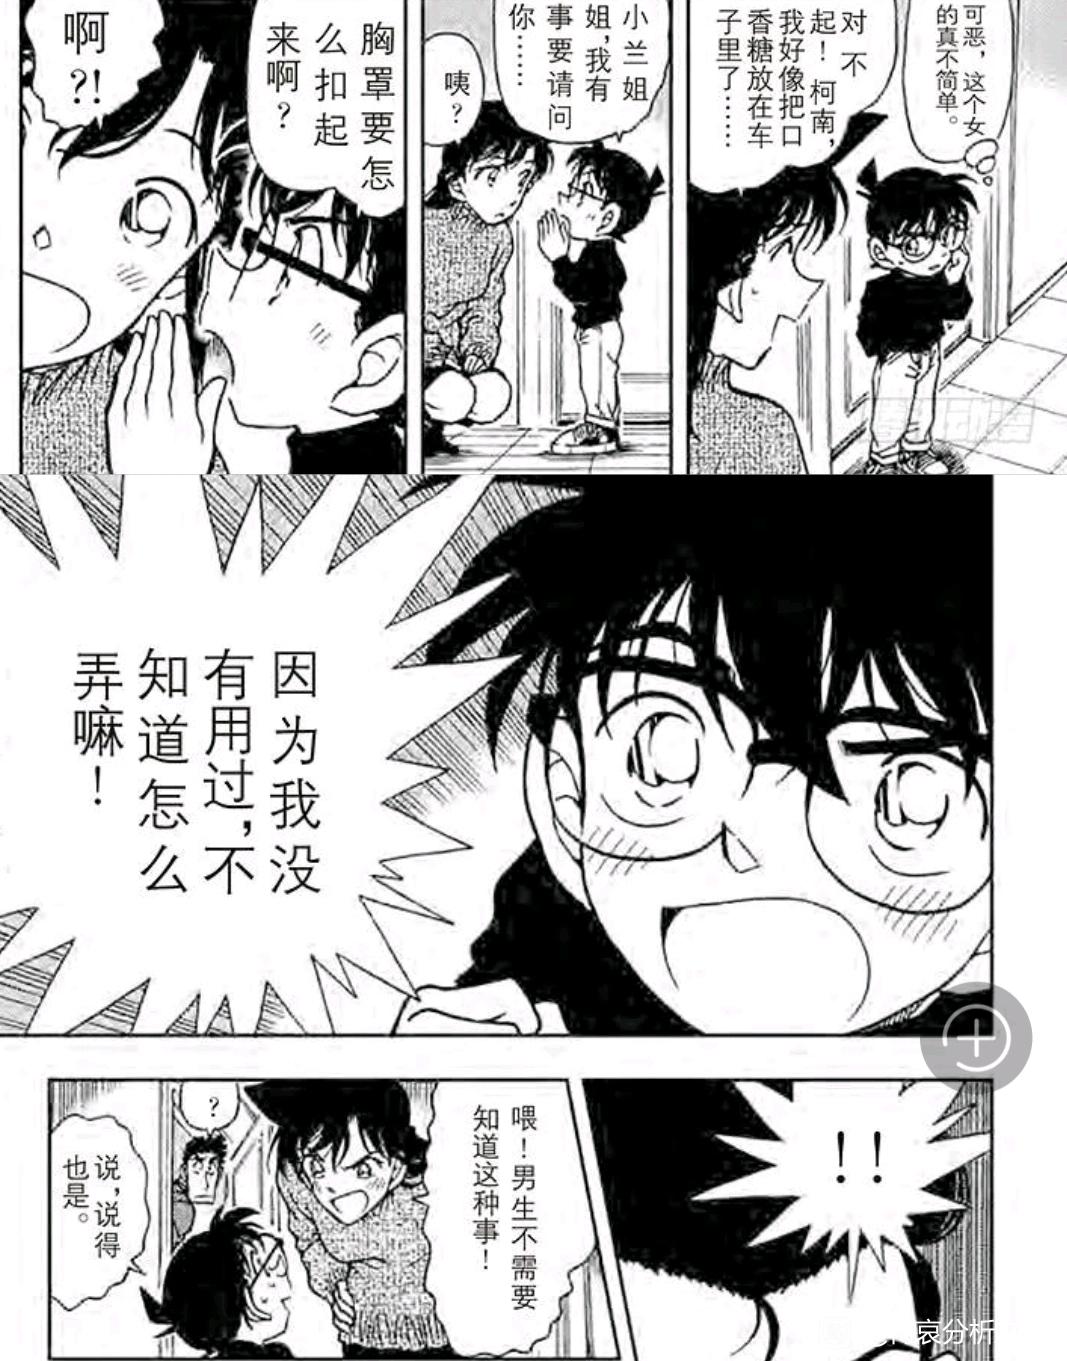 可恶，这个女
的真不简单。
对不
起！柯南，
我好像把口
香糖放在车
子里了……
小兰姐
姐，我有
事要请问
你……
咦？
胸罩要怎
么扣起
来啊？
啊
?!
因为我没
有用过，不
知道怎么
弄嘛！
！！
喂！男生不需要
知道这种事！
？
说，说得
也是。
哀分析